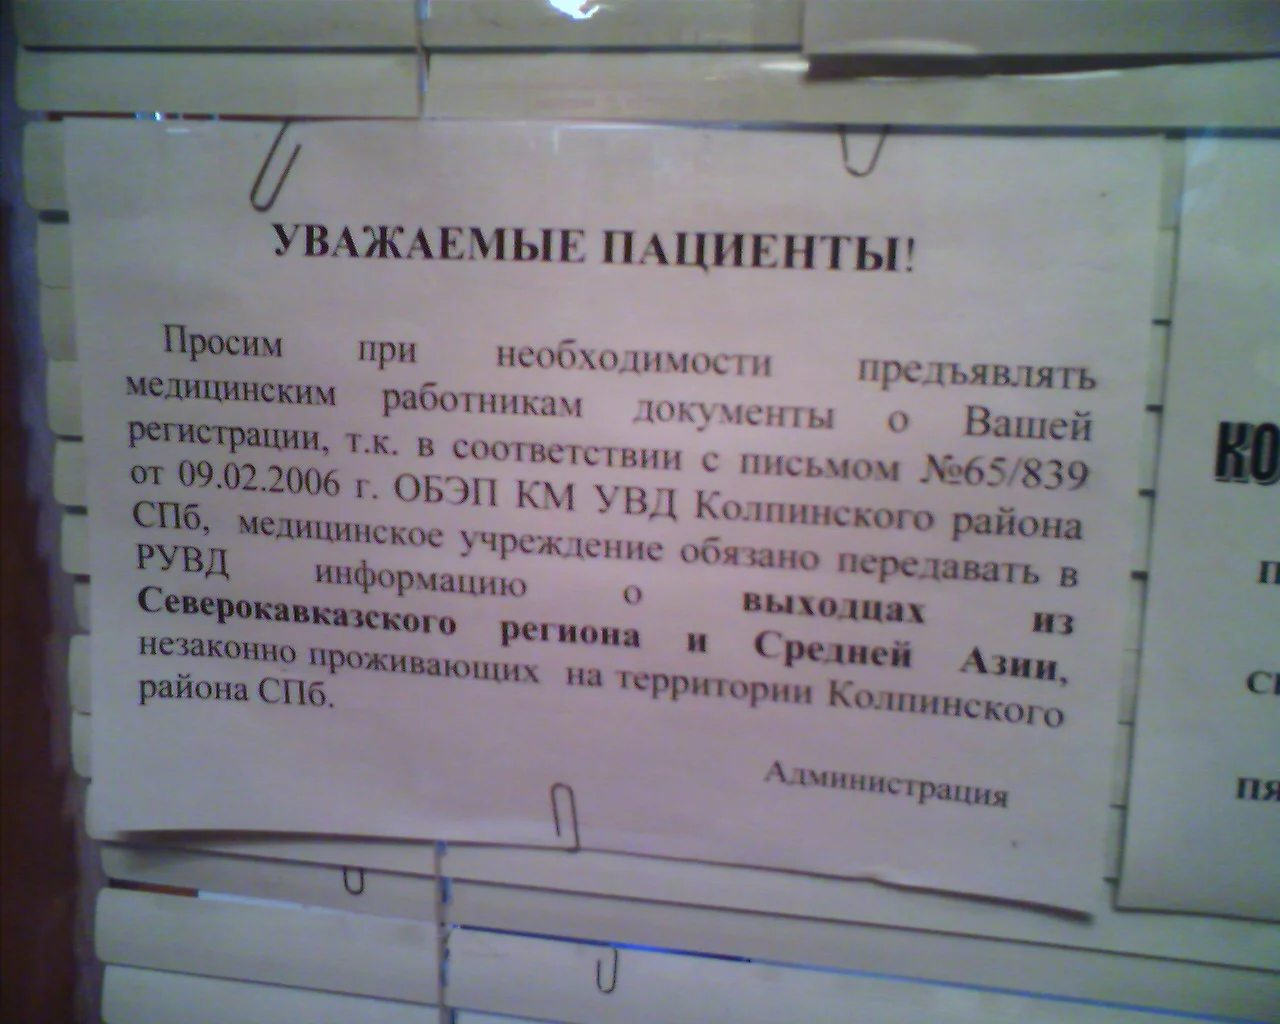 УВАЖАЕМЫЕ ПАЦИЕНТЫ!
Просим при необходимости предъявлять
медицинским работникам документы о Вашей
регистрации, т.к. в соответствии с письмом №65/839
от 09.02.2006 г. ОБЭП КМ УВД Колпинского района
СПб, медицинское учреждение обязано передавать в
РУВД информацию о выходцах из
Северокавказского региона и Средней Азии,
незаконно проживающих на территории Колпинского
района СПб.
Администрация